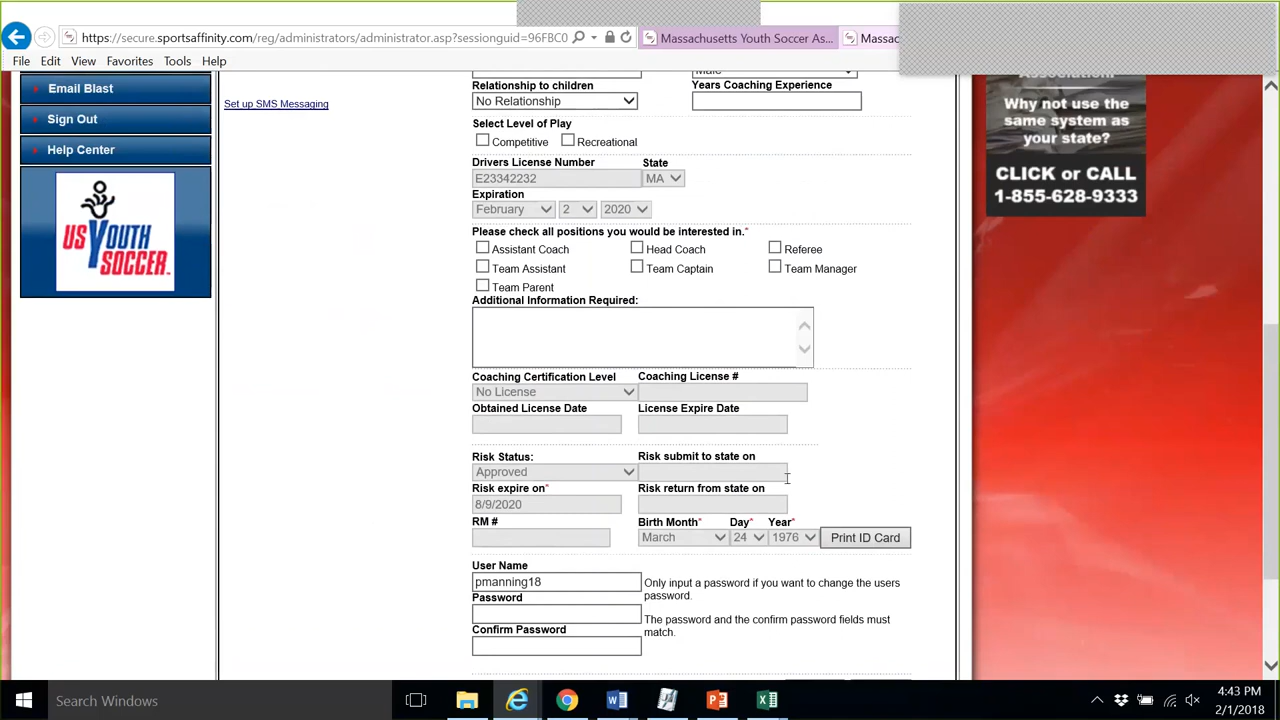 https://secure.sportsaffinity.com/reg/administrators/administrator.asp?sessionguid=96FBC0
Massachusetts Youth Soccer As...
Massac
File Edit View Favorites Tools Help
Email Blast
Sign Out
Help Center
US YOUTH SOCCER
Set up SMS Messaging
Male
Relationship to children
Years Coaching Experience
No Relationship
Select Level of Play
Competitive Recreational
Drivers License Number State
E23342232 MA
Expiration
February 2 2020
Please check all positions you would be interested in.*
Assistant Coach Head Coach Referee
Team Assistant Team Captain Team Manager
Team Parent
Additional Information Required:
Coaching Certification Level Coaching License #
No License
Obtained License Date License Expire Date
Risk Status: Risk submit to state on
Approved
Risk expire on* Risk return from state on
8/9/2020
RM # Birth Month* Day* Year*
March 24 1976 Print ID Card
User Name
pmanning18
Only input a password if you want to change the users
password.
Password
The password and the confirm password fields must
match.
Confirm Password
Association.
Why not use the
same system as
your state?
CLICK or CALL
1-855-628-9333
Search Windows
4:43 PM
2/1/2018